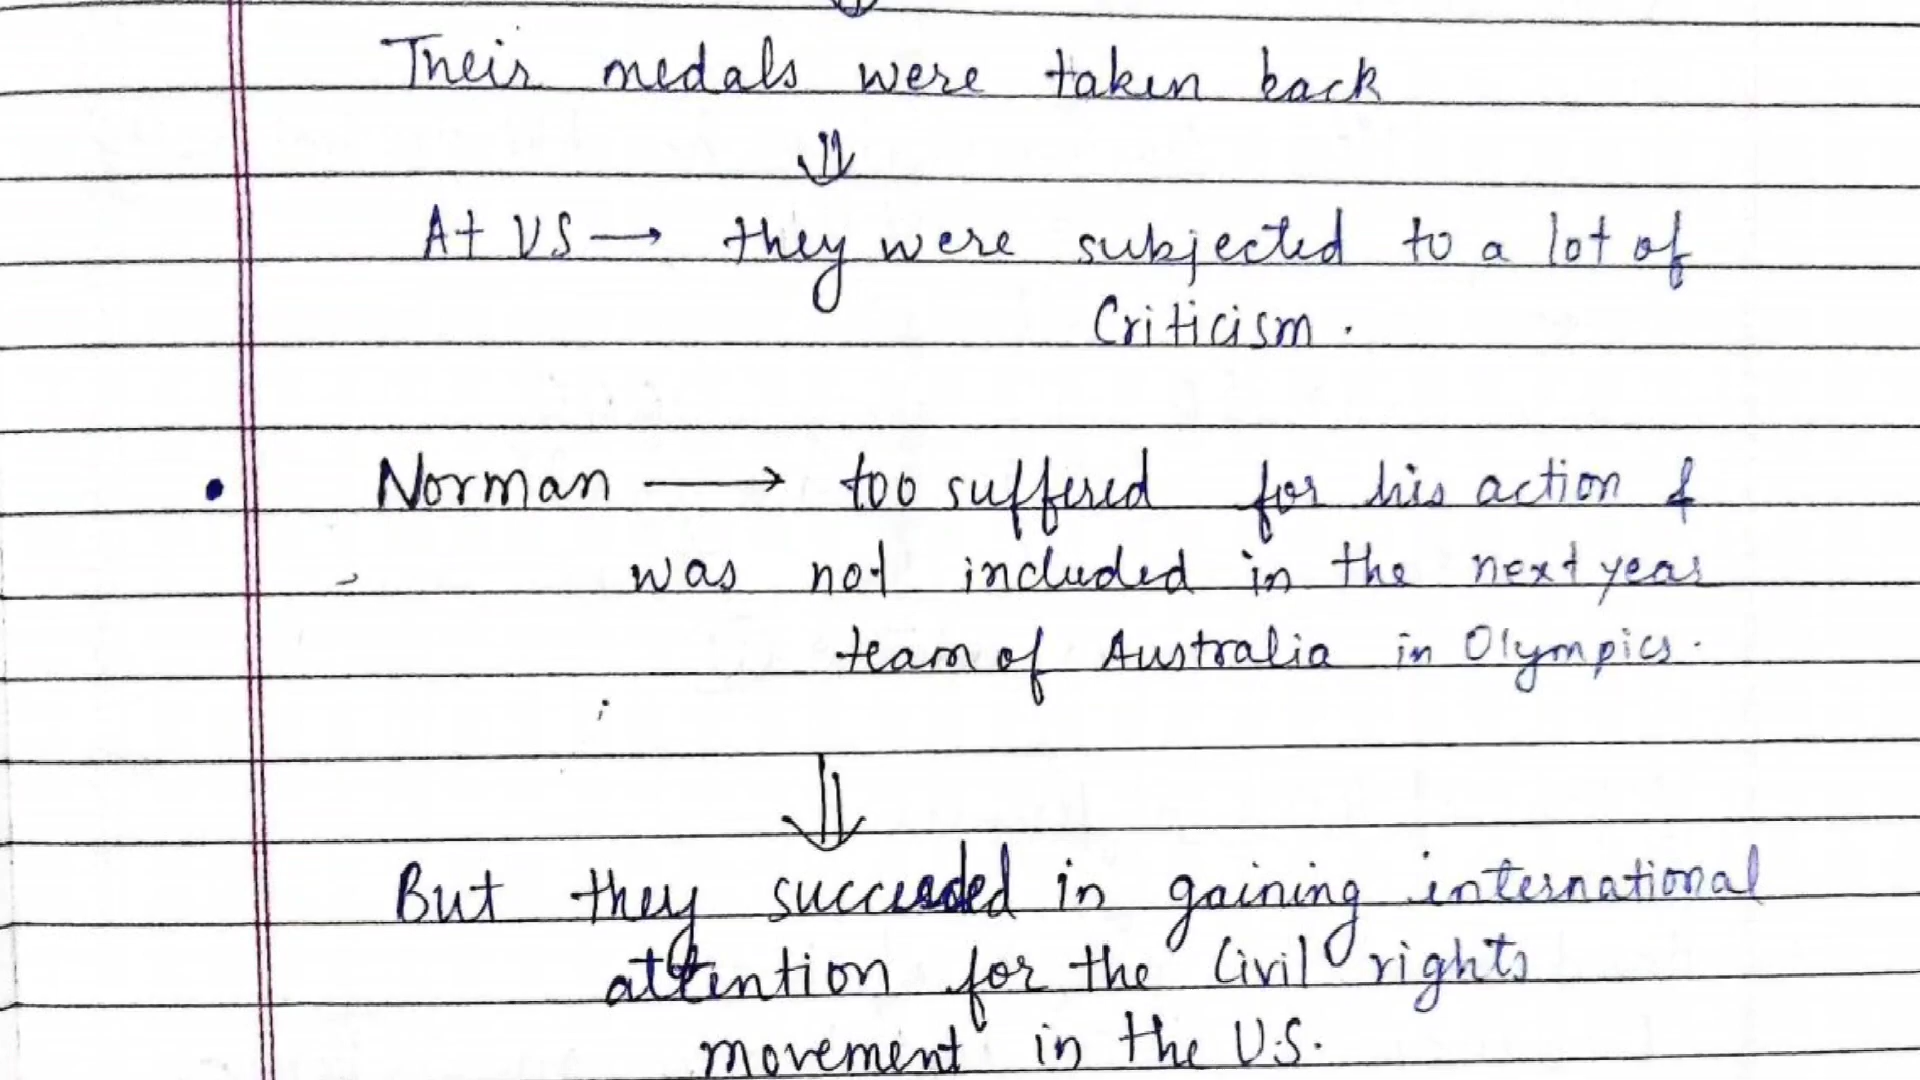 Their medals were taken back
⇓
At US → they were subjected to a lot of
Criticism.
• Norman ⟶ too suffered for his action &
was not included in the next year
team of Australia in Olympics.
⇓
But they succeeded in gaining international
attention for the Civil rights
movement in the U.S.